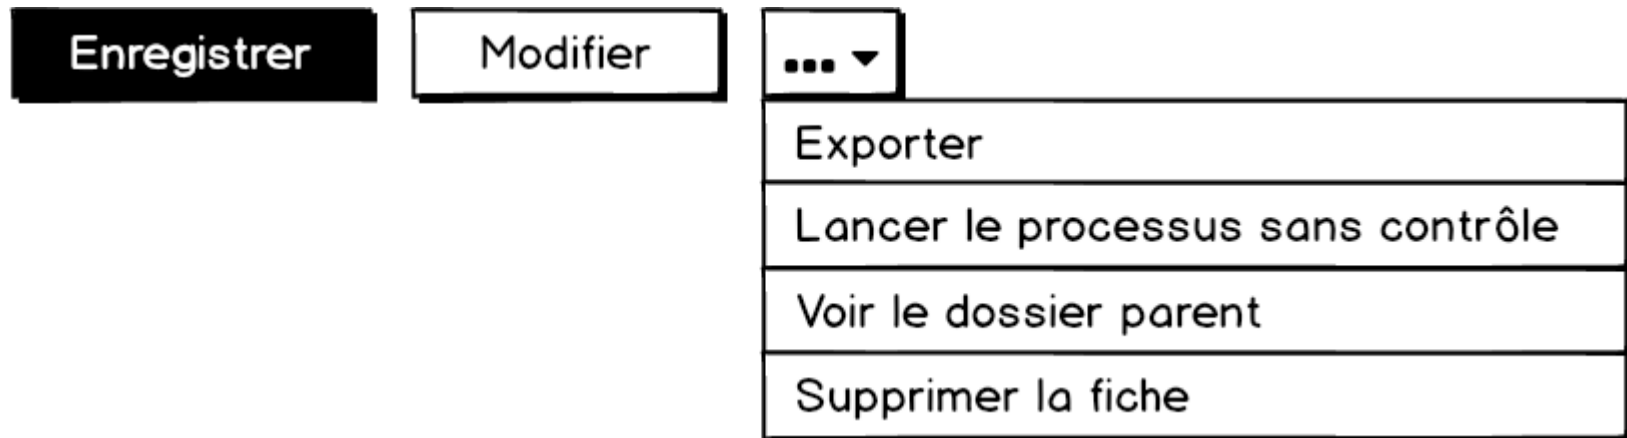 Enregistrer
Modifier
...
Exporter
Lancer le processus sans contrôle
Voir le dossier parent
Supprimer la fiche